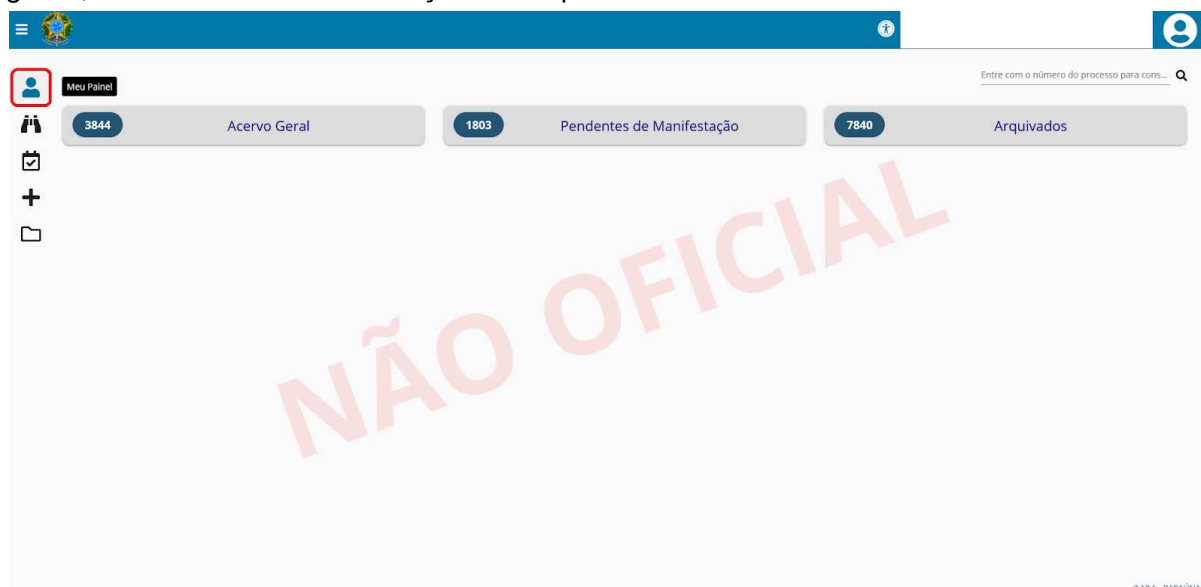 Entre com o número do processo para cons...
Meu Painel
3844 Acervo Geral
1803 Pendentes de Manifestação
7840 Arquivados
NÃO OFICIAL